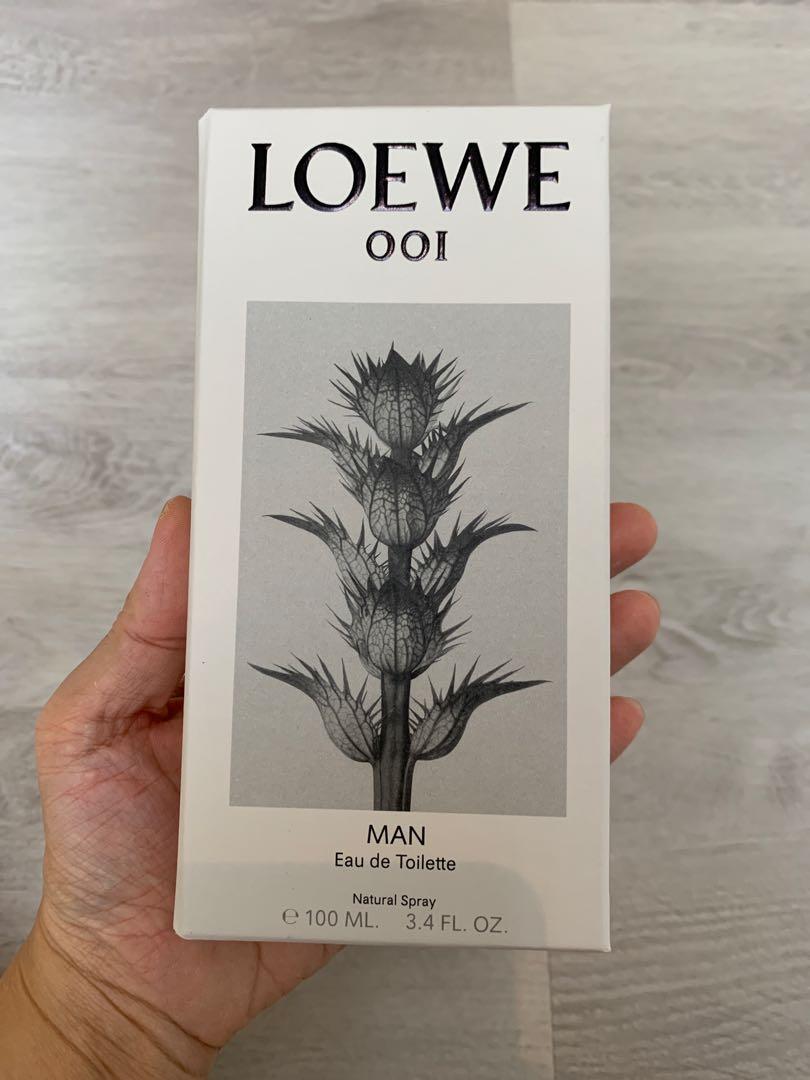 LOEWE
001
MAN
Eau de Toilette
Natural Spray
℮ 100 ML. 3.4 FL. OZ.